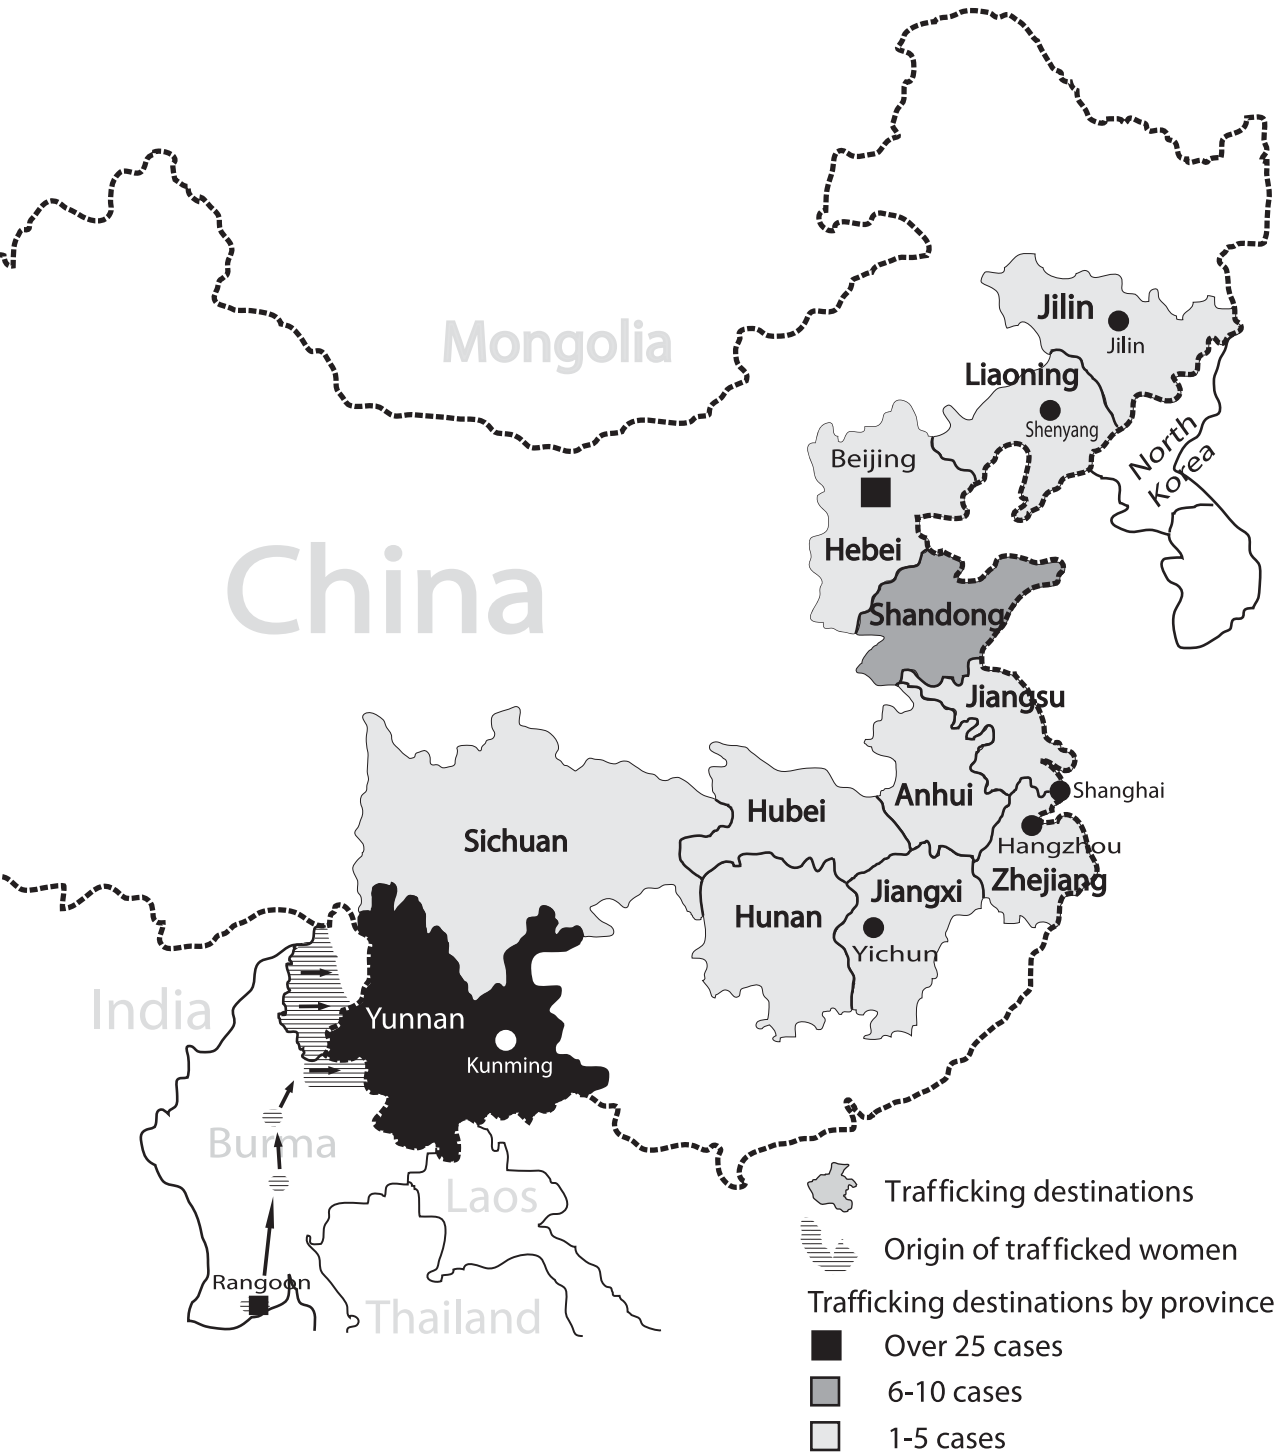 Mongolia
Jilin
Jilin
Liaoning
Shenyang
North
Korea
Beijing
Hebei
China
Shandong
Jiangsu
Shanghai
Anhui
Hubei
Hangzhou
Zhejiang
Sichuan
Jiangxi
Hunan
Yichun
India
Yunnan
Kunming
Burma
Laos
Rangoon
Thailand
Trafficking destinations
Origin of trafficked women
Trafficking destinations by province
Over 25 cases
6-10 cases
1-5 cases